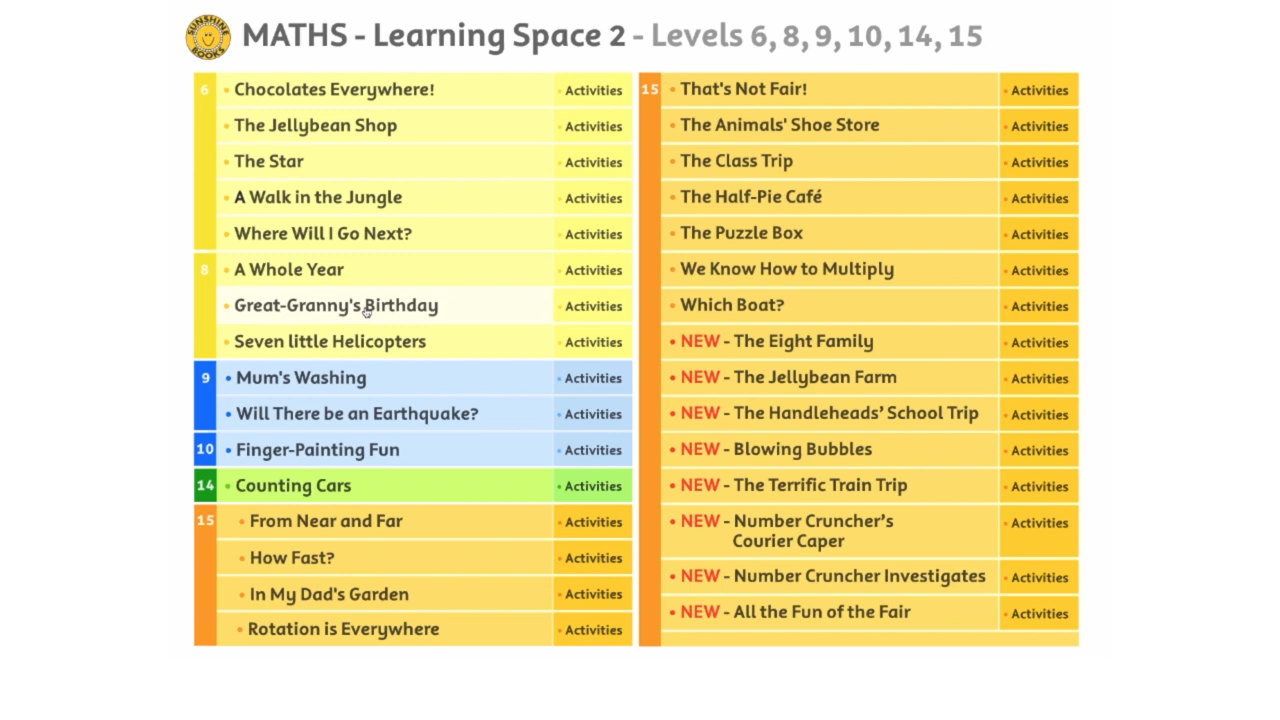 SUNSHINE BOOKS
MATHS - Learning Space 2 - Levels 6, 8, 9, 10, 14, 15
6 • Chocolates Everywhere! • Activities
• The Jellybean Shop • Activities
• The Star • Activities
• A Walk in the Jungle • Activities
• Where Will I Go Next? • Activities
8 • A Whole Year • Activities
• Great-Granny's Birthday • Activities
• Seven little Helicopters • Activities
9 • Mum's Washing • Activities
• Will There be an Earthquake? • Activities
10 • Finger-Painting Fun • Activities
14 • Counting Cars • Activities
15 • From Near and Far • Activities
• How Fast? • Activities
• In My Dad's Garden • Activities
• Rotation is Everywhere • Activities
15 • That's Not Fair! • Activities
• The Animals' Shoe Store • Activities
• The Class Trip • Activities
• The Half-Pie Café • Activities
• The Puzzle Box • Activities
• We Know How to Multiply • Activities
• Which Boat? • Activities
• NEW - The Eight Family • Activities
• NEW - The Jellybean Farm • Activities
• NEW - The Handleheads’ School Trip • Activities
• NEW - Blowing Bubbles • Activities
• NEW - The Terrific Train Trip • Activities
• NEW - Number Cruncher’s • Activities
Courier Caper
• NEW - Number Cruncher Investigates • Activities
• NEW - All the Fun of the Fair • Activities